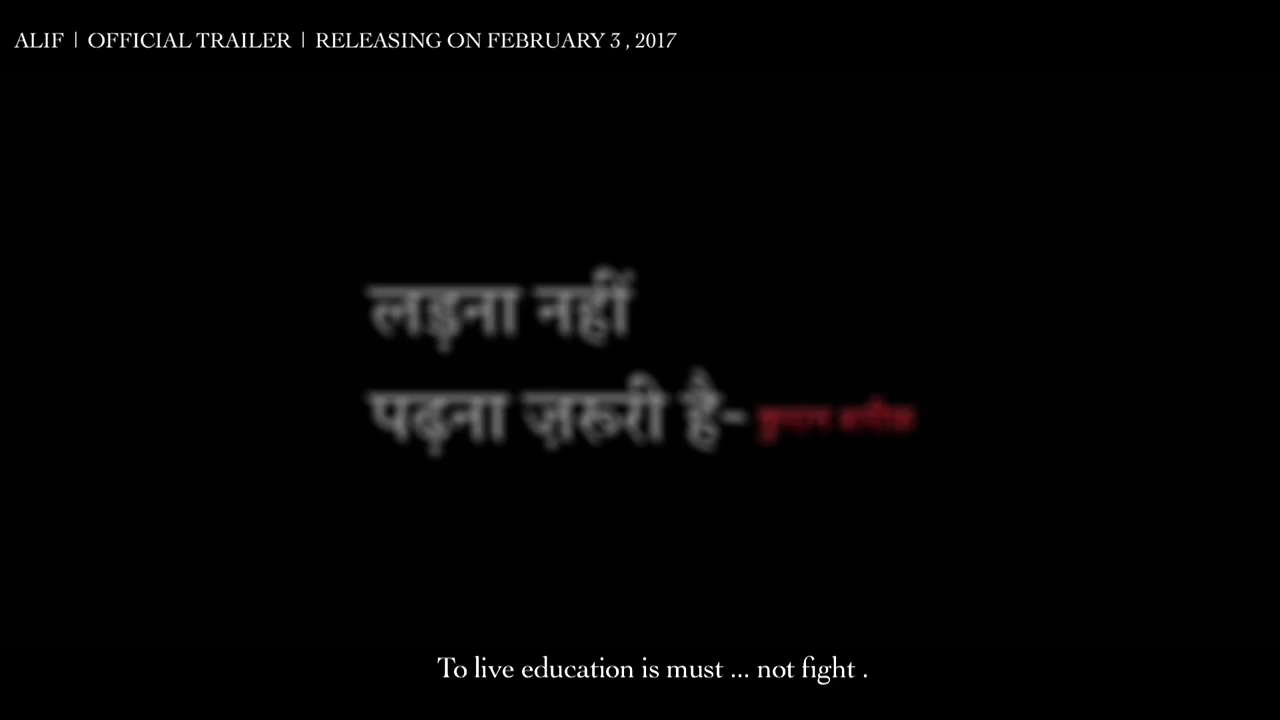 ALIF | OFFICIAL TRAILER | RELEASING ON FEBRUARY 3 , 2017
लड़ना नहीं
पढ़ना ज़रूरी है-
To live education is must ... not fight .